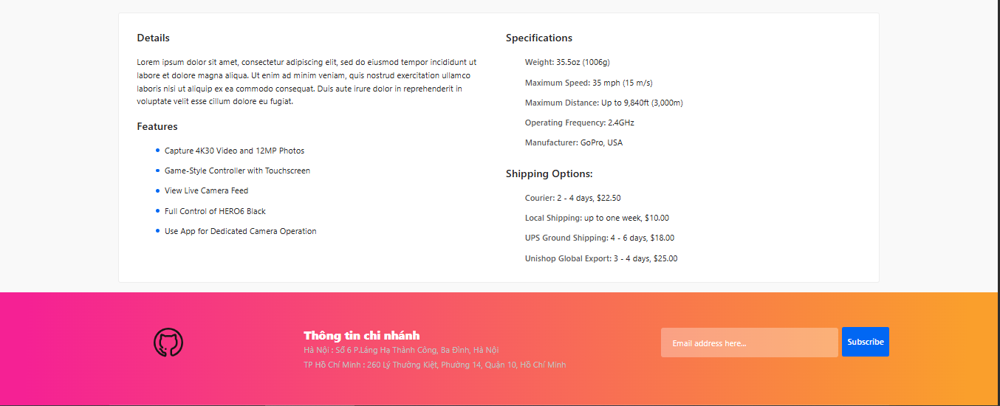 Details
Lorem ipsum dolor sit amet, consectetur adipiscing elit, sed do eiusmod tempor incididunt ut
labore et dolore magna aliqua. Ut enim ad minim veniam, quis nostrud exercitation ullamco
laboris nisi ut aliquip ex ea commodo consequat. Duis aute irure dolor in reprehenderit in
voluptate velit esse cillum dolore eu fugiat.
Features
Capture 4K30 Video and 12MP Photos
Game-Style Controller with Touchscreen
View Live Camera Feed
Full Control of HERO6 Black
Use App for Dedicated Camera Operation
Specifications
Weight: 35.5oz (1006g)
Maximum Speed: 35 mph (15 m/s)
Maximum Distance: Up to 9,840ft (3,000m)
Operating Frequency: 2.4GHz
Manufacturer: GoPro, USA
Shipping Options:
Courier: 2 - 4 days, $22.50
Local Shipping: up to one week, $10.00
UPS Ground Shipping: 4 - 6 days, $18.00
Unishop Global Export: 3 - 4 days, $25.00
Thông tin chi nhánh
Hà Nội : Số 6 P.Láng Hạ Thành Công, Ba Đình, Hà Nội
TP Hồ Chí Minh : 260 Lý Thường Kiệt, Phường 14, Quận 10, Hồ Chí Minh
Email address here...
Subscribe